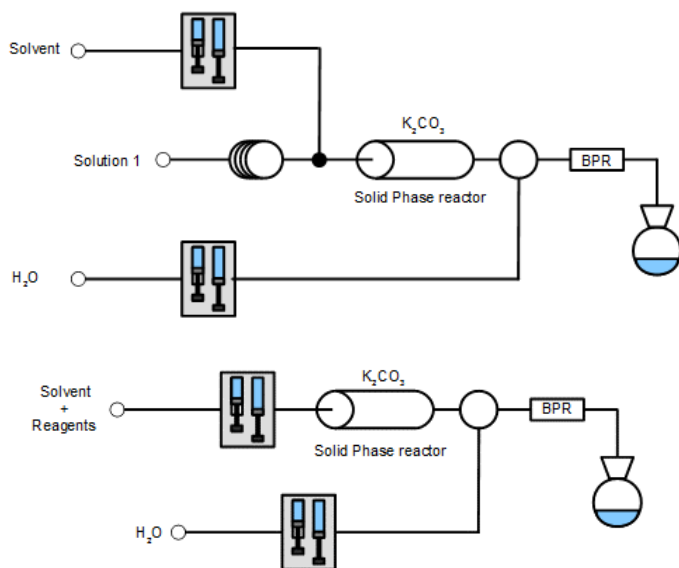 Solvent
K₂CO₃
Solution 1
BPR
Solid Phase reactor
H₂O
K₂CO₃
Solvent
+
Reagents
BPR
Solid Phase reactor
H₂O